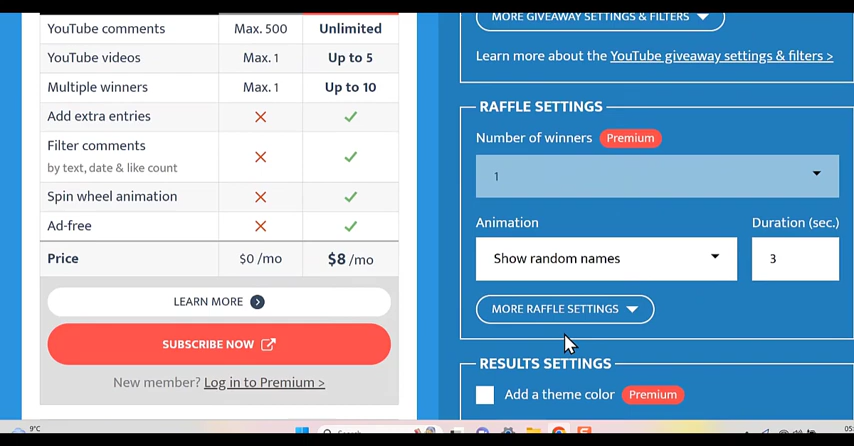 YouTube comments Max. 500 Unlimited
YouTube videos Max. 1 Up to 5
Multiple winners Max. 1 Up to 10
Add extra entries
Filter comments
by text, date & like count
Spin wheel animation
Ad-free
Price $0 /mo $8 /mo
LEARN MORE
SUBSCRIBE NOW
New member? Log in to Premium >
MORE GIVEAWAY SETTINGS & FILTERS
Learn more about the YouTube giveaway settings & filters >
RAFFLE SETTINGS
Number of winners Premium
1
Animation Duration (sec.)
Show random names 3
MORE RAFFLE SETTINGS
RESULTS SETTINGS
Add a theme color Premium
9°C